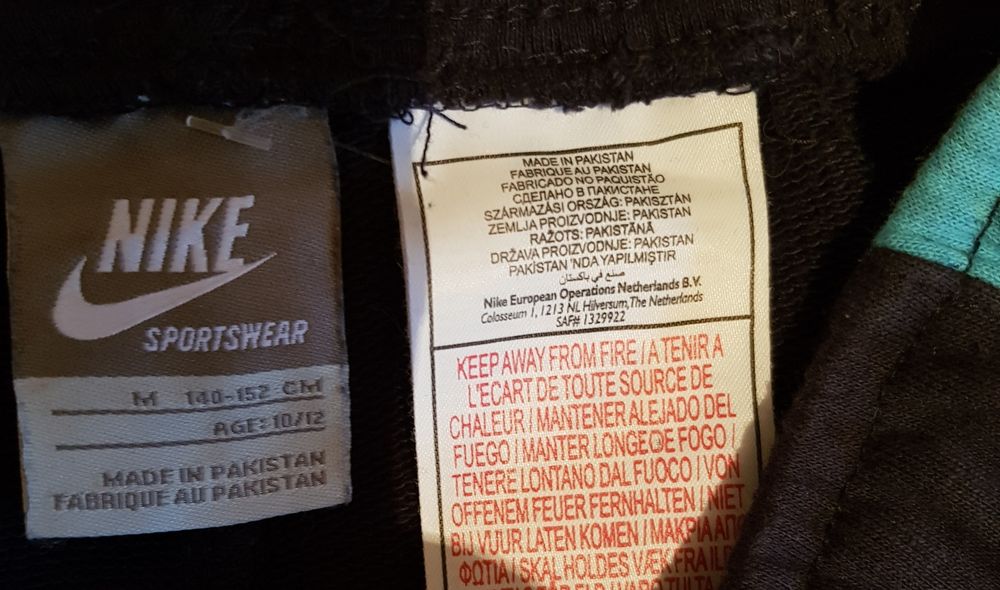 NIKE
SPORTSWEAR
M 140-152 CM
AGE: 10/12
MADE IN PAKISTAN
FABRIQUE AU PAKISTAN
MADE IN PAKISTAN
FABRIQUE AU PAKISTAN
FABRICADO NO PAQUISTÃO
СДЕЛАНО В ПАКИСТАНЕ
SZÁRMAZÁSI ORSZÁG: PAKISZTÁN
ZEMLJA PROIZVODNJE: PAKISTAN
RAŽOTS: PAKISTĀNĀ
DRŽAVA PROIZVODNJE: PAKISTAN
PAKİSTAN 'NDA YAPILMIŞTIR
صنع في باكستان
Nike European Operations Netherlands B.V.
Colosseum 1, 1213 NL Hilversum, The Netherlands
SAF# 1329922
KEEP AWAY FROM FIRE / A TENIR A
L'ECART DE TOUTE SOURCE DE
CHALEUR / MANTENER ALEJADO DEL
FUEGO / MANTER LONGE DE FOGO /
TENERE LONTANO DAL FUOCO / VON
OFFENEM FEUER FERNHALTEN / NIET
BIJ VUUR LATEN KOMEN / ΜΑΚΡΙΑ ΑΠΟ
ΦΩΤΙΑ / SKAL HOLDES VÆK FRA ILD